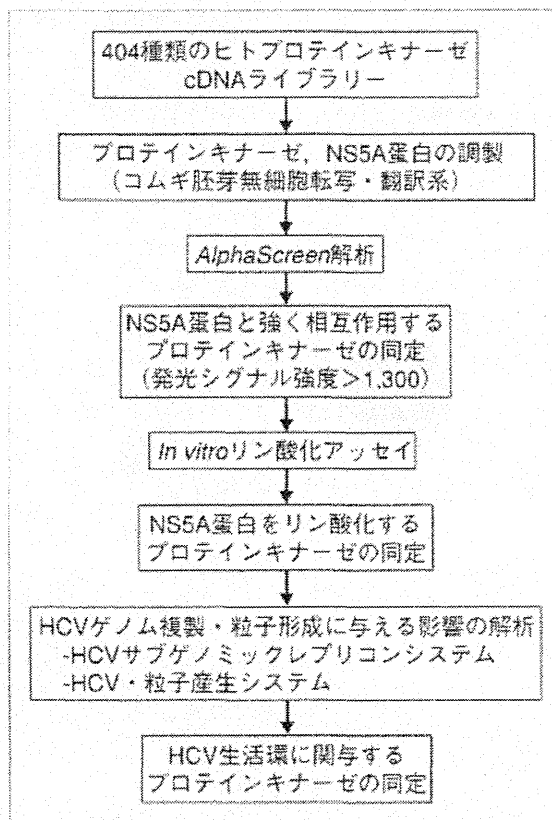 404種類のヒトプロテインキナーゼ
cDNAライブラリー
プロテインキナーゼ，NS5A蛋白の調製
（コムギ胚芽無細胞転写・翻訳系）
AlphaScreen解析
NS5A蛋白と強く相互作用する
プロテインキナーゼの同定
（発光シグナル強度＞1,300）
In vitroリン酸化アッセイ
NS5A蛋白をリン酸化する
プロテインキナーゼの同定
HCVゲノム複製・粒子形成に与える影響の解析
-HCVサブゲノミックレプリコンシステム
-HCV・粒子産生システム
HCV生活環に関与する
プロテインキナーゼの同定